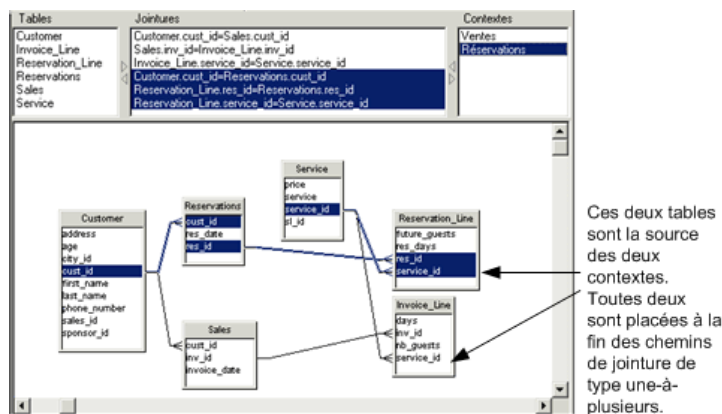 Tables
Jointures
Contextes
Customer
Invoice_Line
Reservation_Line
Reservations
Sales
Service
Customer.cust_id=Sales.cust_id
Sales.inv_id=Invoice_Line.inv_id
Invoice_Line.service_id=Service.service_id
Customer.cust_id=Reservations.cust_id
Reservation_Line.res_id=Reservations.res_id
Reservation_Line.service_id=Service.service_id
Ventes
Réservations
Customer
address
age
city_id
cust_id
first_name
last_name
phone_number
sales_id
sponsor_id
Reservations
cust_id
res_date
res_id
Service
price
service
service_id
sl_id
Reservation_Line
future_guests
res_days
res_id
service_id
Sales
cust_id
inv_id
invoice_date
Invoice_Line
days
inv_id
nb_guests
service_id
Ces deux tables
sont la source
des deux
contextes.
Toutes deux
sont placées à la
fin des chemins
de jointure de
type une-à-
plusieurs.